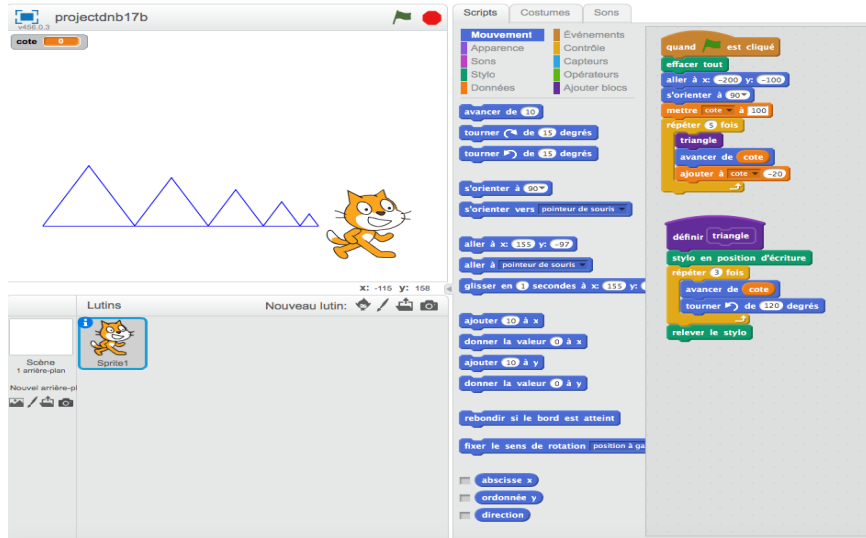 projectdnb17b
v456.0.3
cote 0
x: -115 y: 158
Lutins
Nouveau lutin:
Scène
1 arrière-plan
Nouvel arrière-pl
Sprite1
Scripts
Costumes
Sons
Mouvement
Apparence
Sons
Stylo
Données
Événements
Contrôle
Capteurs
Opérateurs
Ajouter blocs
avancer de 10
tourner de 15 degrés
tourner de 15 degrés
s'orienter à 90
s'orienter vers pointeur de souris
aller à x: 155 y: -97
aller à pointeur de souris
glisser en 1 secondes à x: 155 y:
ajouter 10 à x
donner la valeur 0 à x
ajouter 10 à y
donner la valeur 0 à y
rebondir si le bord est atteint
fixer le sens de rotation position à ga
abscisse x
ordonnée y
direction
quand est cliqué
effacer tout
aller à x: -200 y: -100
s'orienter à 90
mettre cote à 100
répéter 5 fois
triangle
avancer de cote
ajouter à cote -20
définir triangle
stylo en position d'écriture
répéter 3 fois
avancer de cote
tourner de 120 degrés
relever le stylo